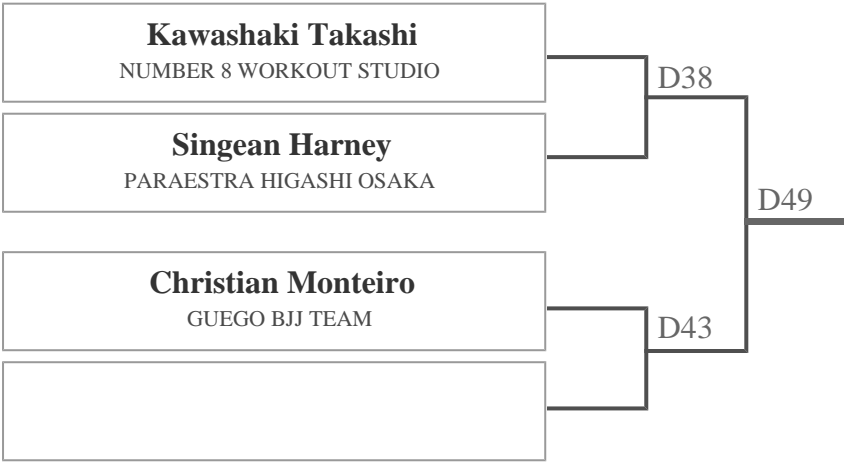 Kawashaki Takashi
NUMBER 8 WORKOUT STUDIO
D38
Singean Harney
PARAESTRA HIGASHI OSAKA
D49
Christian Monteiro
GUEGO BJJ TEAM
D43